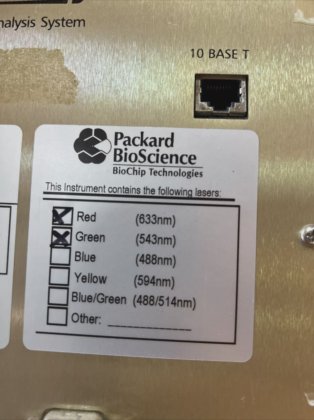 nalysis System
10 BASE T
Packard
BioScience
BioChip Technologies
This Instrument contains the following lasers:
Red (633nm)
Green (543nm)
Blue (488nm)
Yellow (594nm)
Blue/Green (488/514nm)
Other: _______________